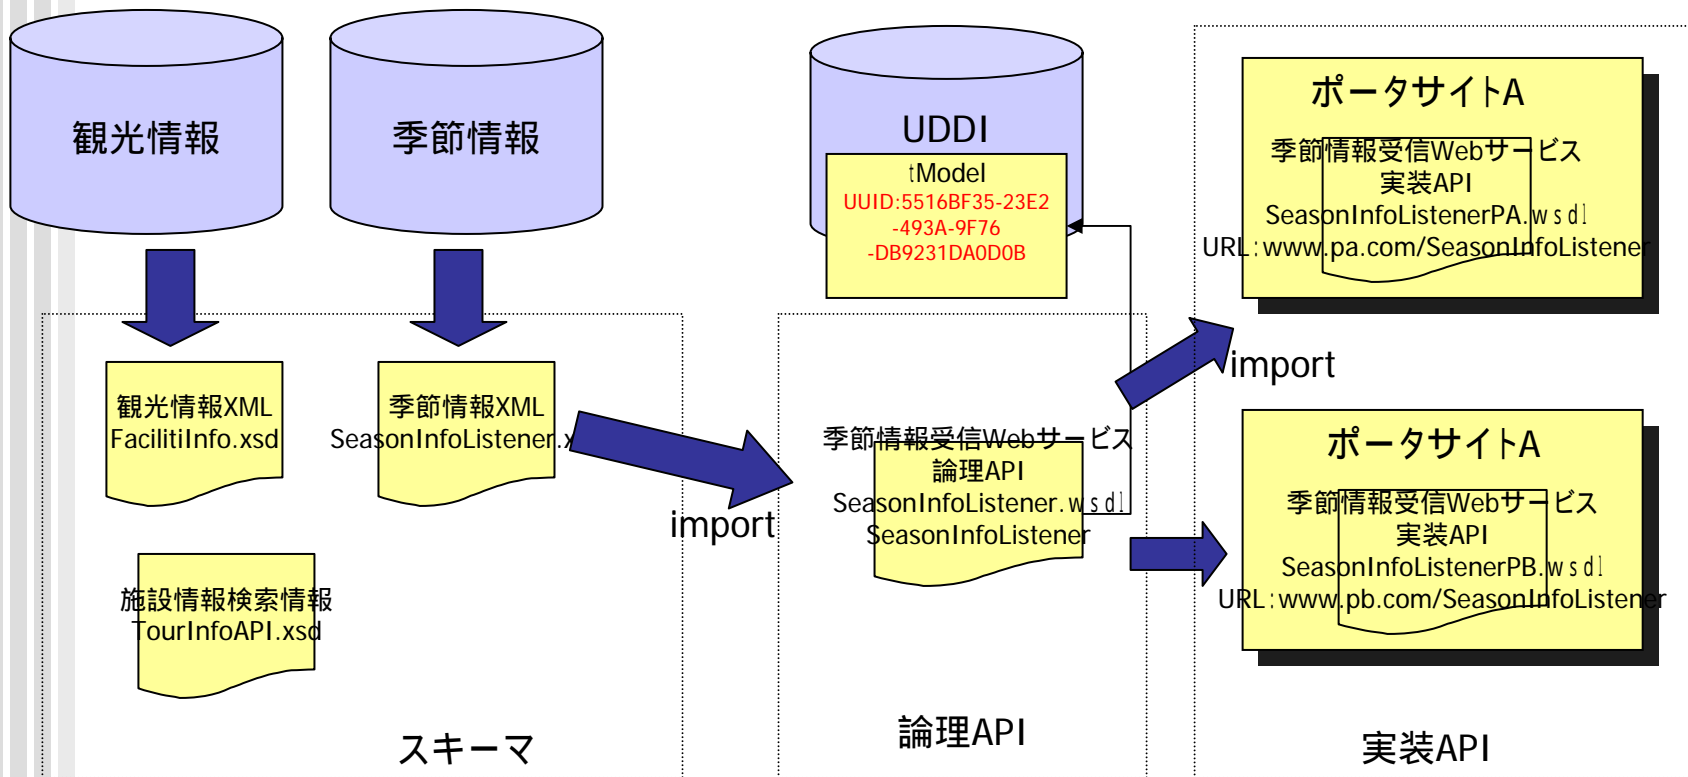 観光情報
季節情報
UDDI
tModel
UUID:5516BF35-23E2
-493A-9F76
-DB9231DA0D0B
ポータサイトA
季節情報受信Webサービス
実装API
SeasonInfoListenerPA.wsdl
URL:www.pa.com/SeasonInfoListener
観光情報XML
FacilitiInfo.xsd
季節情報XML
SeasonInfoListener.x
import
施設情報検索情報
TourInfoAPI.xsd
季節情報受信Webサービス
論理API
SeasonInfoListener.wsdl
SeasonInfoListener
import
ポータサイトA
季節情報受信Webサービス
実装API
SeasonInfoListenerPB.wsdl
URL:www.pb.com/SeasonInfoListener
スキーマ
論理API
実装API